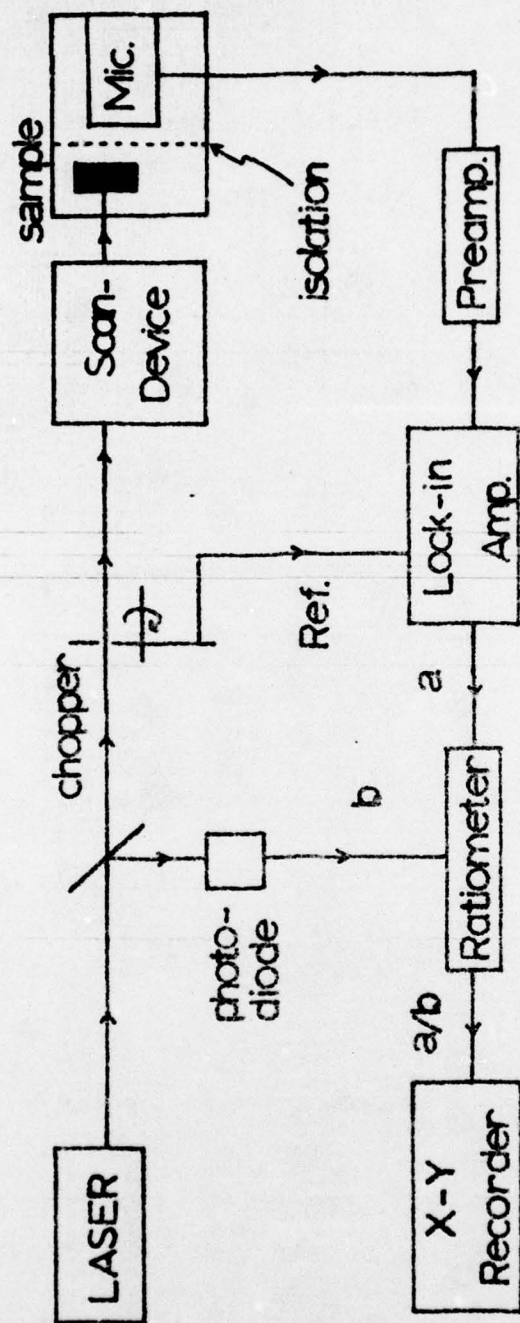 LASER
chopper
Scan-
Device
sample
Mic.
isolation
photo-
diode
b
Ref.
X-Y
Recorder
a/b
Ratiometer
a
Lock-in
Amp.
Preamp.